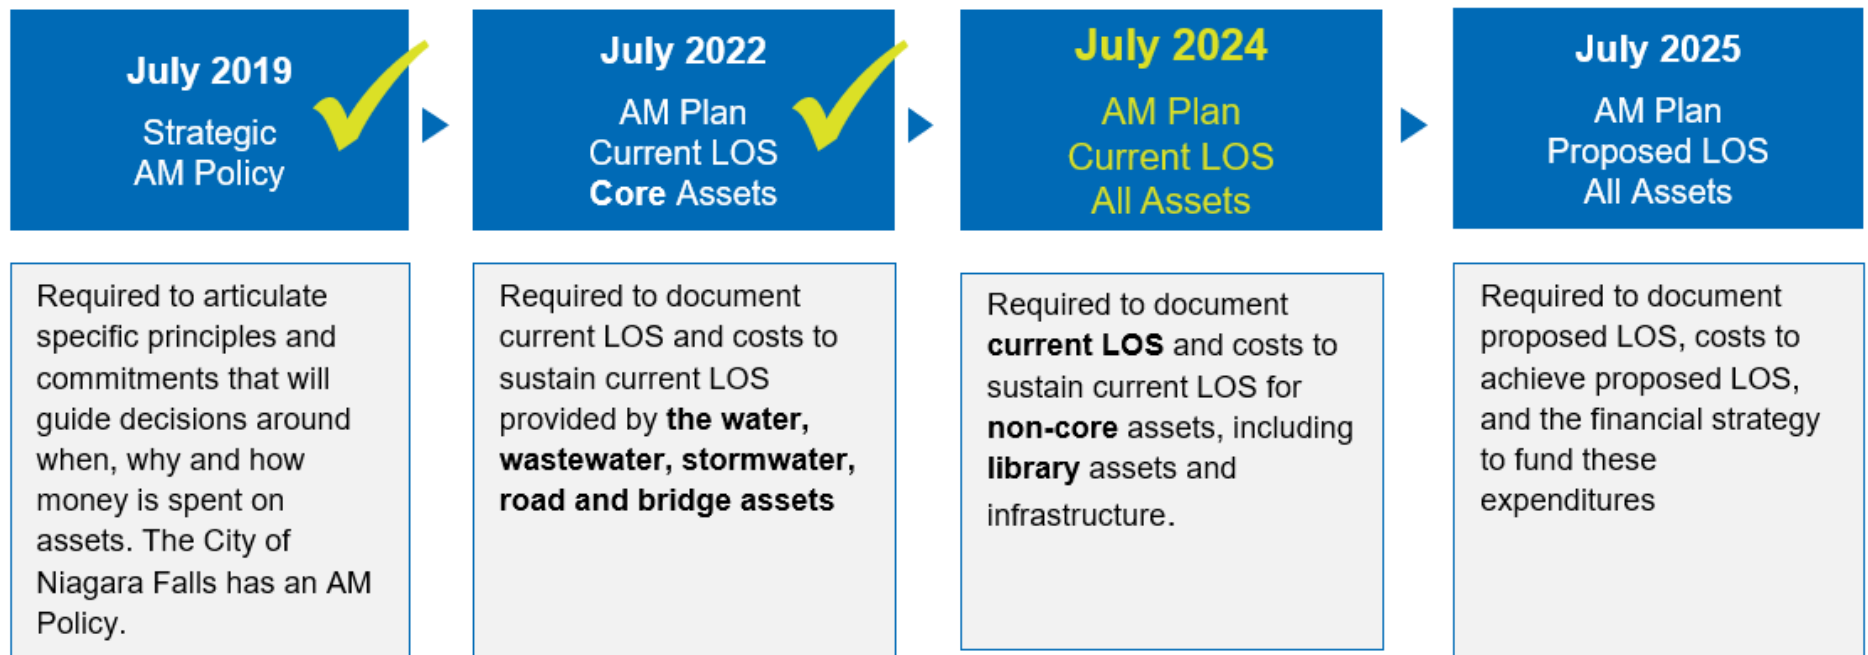 July 2019
Strategic
AM Policy
July 2022
AM Plan
Current LOS
Core Assets
July 2024
AM Plan
Current LOS
All Assets
July 2025
AM Plan
Proposed LOS
All Assets
Required to articulate
specific principles and
commitments that will
guide decisions around
when, why and how
money is spent on
assets. The City of
Niagara Falls has an AM
Policy.
Required to document
current LOS and costs to
sustain current LOS
provided by the water,
wastewater, stormwater,
road and bridge assets
Required to document
current LOS and costs to
sustain current LOS for
non-core assets, including
library assets and
infrastructure.
Required to document
proposed LOS, costs to
achieve proposed LOS,
and the financial strategy
to fund these
expenditures